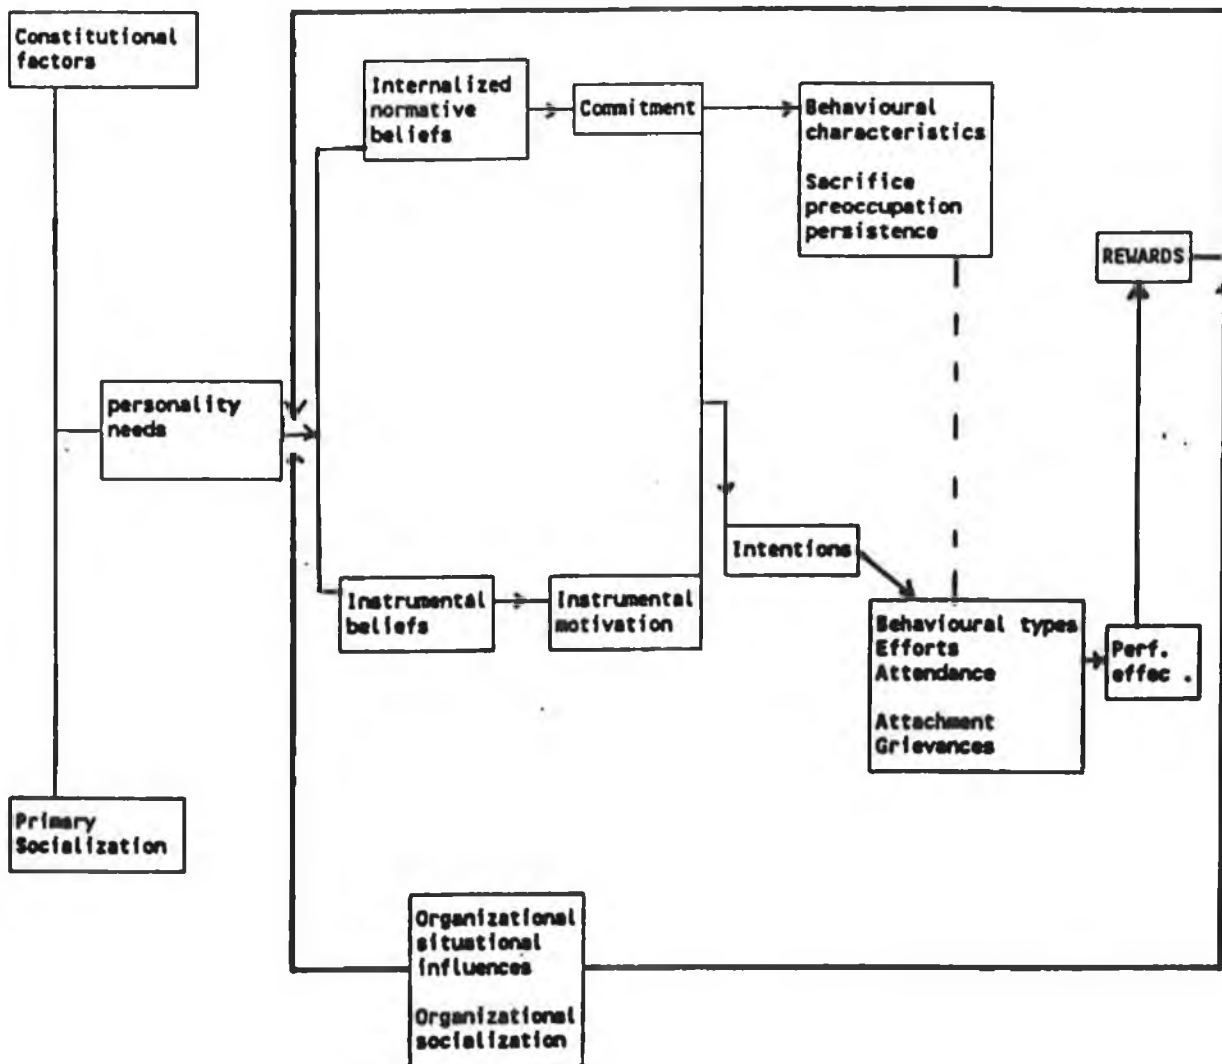 Constitutional
factors
Internalized
normative
beliefs
Commitment
Behavioural
characteristics
Sacrifice
preoccupation
persistence
REWARDS
personality
needs
Intentions
Instrumental
beliefs
Instrumental
motivation
Behavioural types
Efforts
Attendance
Attachment
Grievances
Perf.
effec .
Primary
Socialization
Organizational
situational
influences
Organizational
socialization